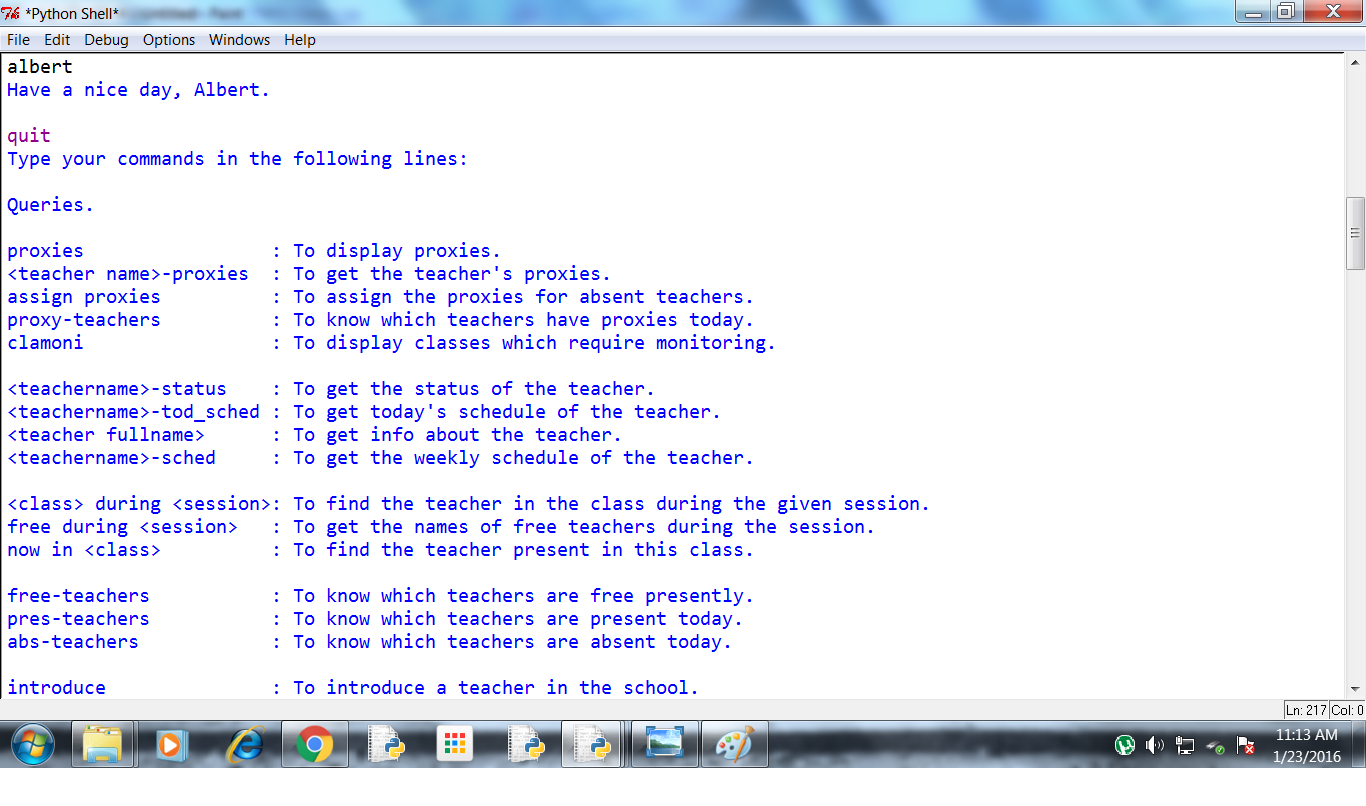 *Python Shell*
File Edit Debug Options Windows Help
albert
Have a nice day, Albert.
quit
Type your commands in the following lines:
Queries.
proxies : To display proxies.
<teacher name>-proxies : To get the teacher's proxies.
assign proxies : To assign the proxies for absent teachers.
proxy-teachers : To know which teachers have proxies today.
clamoni : To display classes which require monitoring.
<teachername>-status : To get the status of the teacher.
<teachername>-tod_sched : To get today's schedule of the teacher.
<teacher fullname> : To get info about the teacher.
<teachername>-sched : To get the weekly schedule of the teacher.
<class> during <session>: To find the teacher in the class during the given session.
free during <session> : To get the names of free teachers during the session.
now in <class> : To find the teacher present in this class.
free-teachers : To know which teachers are free presently.
pres-teachers : To know which teachers are present today.
abs-teachers : To know which teachers are absent today.
introduce : To introduce a teacher in the school.
Ln: 217 Col: 0
11:13 AM
1/23/2016